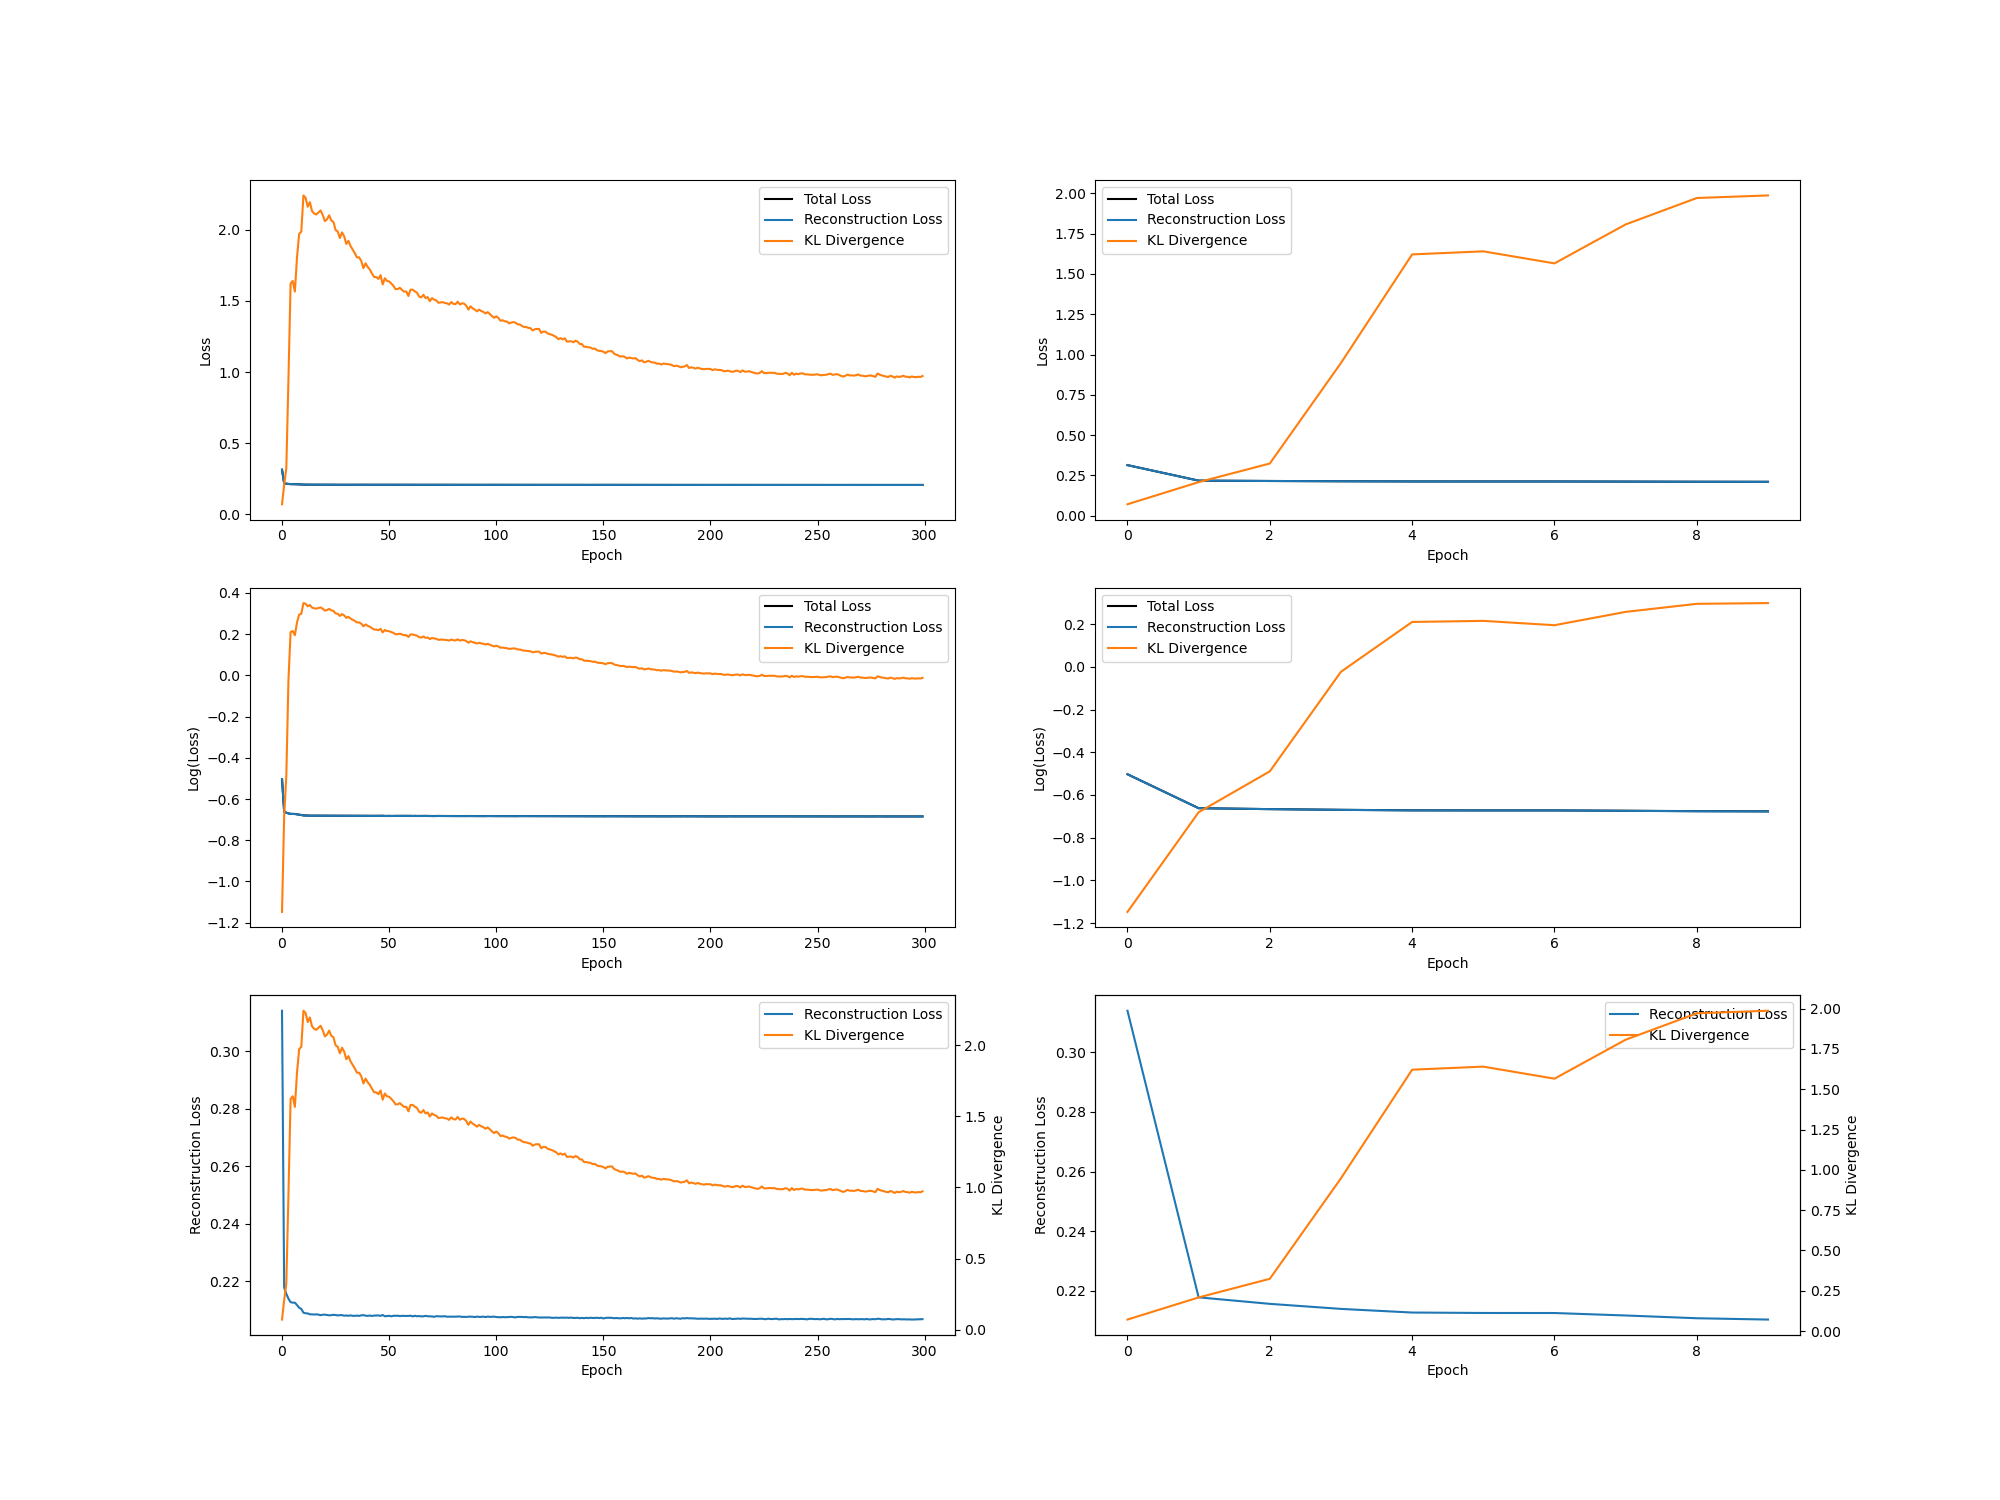 Total Loss
Reconstruction Loss
KL Divergence
Loss
2.0
1.5
1.0
0.5
0.0
0 50 100 150 200 250 300
Epoch
Total Loss
Reconstruction Loss
KL Divergence
Loss
2.00
1.75
1.50
1.25
1.00
0.75
0.50
0.25
0.00
0 2 4 6 8
Epoch
Total Loss
Reconstruction Loss
KL Divergence
Log(Loss)
0.4
0.2
0.0
−0.2
−0.4
−0.6
−0.8
−1.0
−1.2
0 50 100 150 200 250 300
Epoch
Total Loss
Reconstruction Loss
KL Divergence
Log(Loss)
0.2
0.0
−0.2
−0.4
−0.6
−0.8
−1.0
−1.2
0 2 4 6 8
Epoch
Reconstruction Loss
KL Divergence
Reconstruction Loss
0.30
0.28
0.26
0.24
0.22
2.0
1.5
1.0
0.5
0.0
KL Divergence
0 50 100 150 200 250 300
Epoch
Reconstruction Loss
KL Divergence
Reconstruction Loss
0.30
0.28
0.26
0.24
0.22
2.00
1.75
1.50
1.25
1.00
0.75
0.50
0.25
0.00
KL Divergence
0 2 4 6 8
Epoch